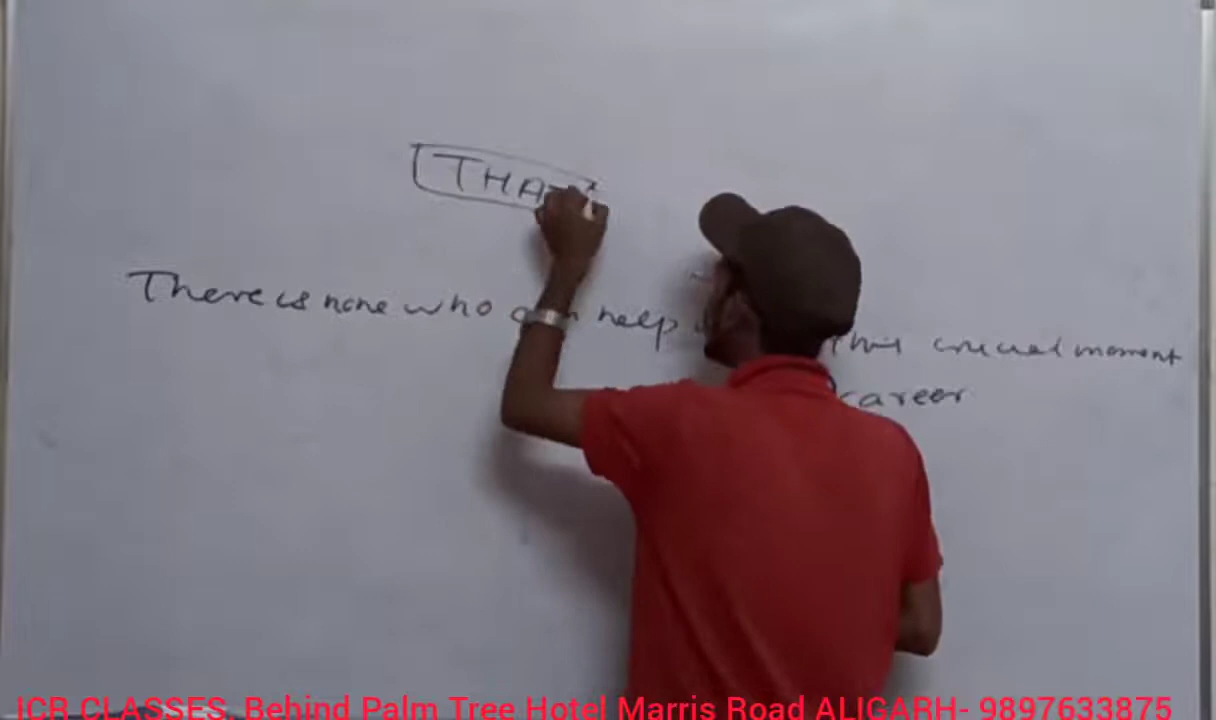 THA
There is none who can help this crucial moment
career
ICR CLASSES, Behind Palm Tree Hotel Marris Road ALIGARH- 9897633875